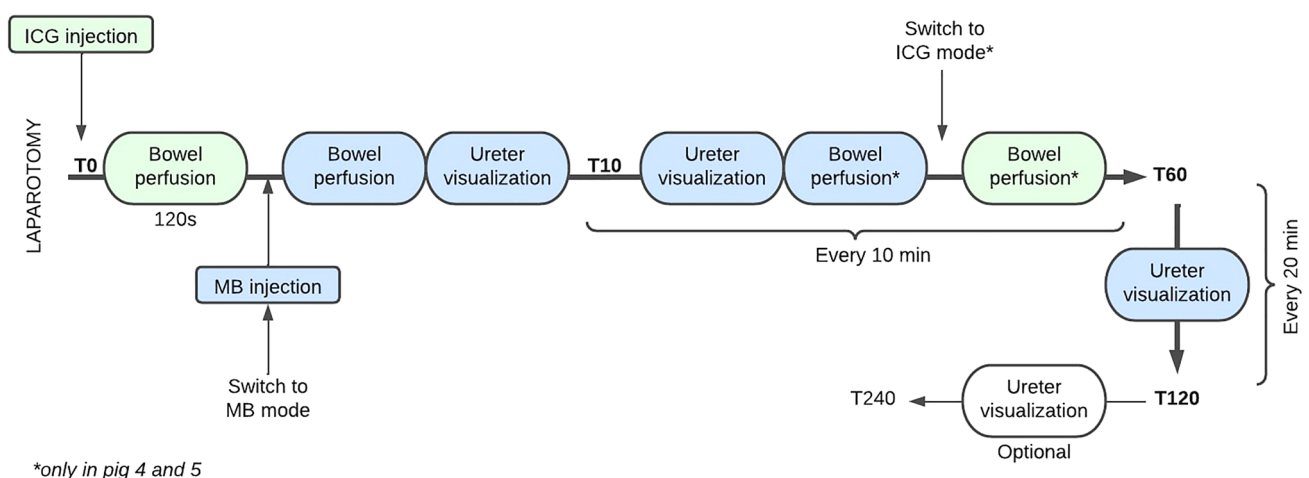 ICG injection
Switch to
ICG mode*
LAPAROTOMY
T0
Bowel
perfusion
120s
Bowel
perfusion
Ureter
visualization
T10
Ureter
visualization
Bowel
perfusion*
Bowel
perfusion*
T60
Every 10 min
MB injection
Switch to
MB mode
Ureter
visualization
Every 20 min
T120
Ureter
visualization
Optional
T240
*only in pig 4 and 5